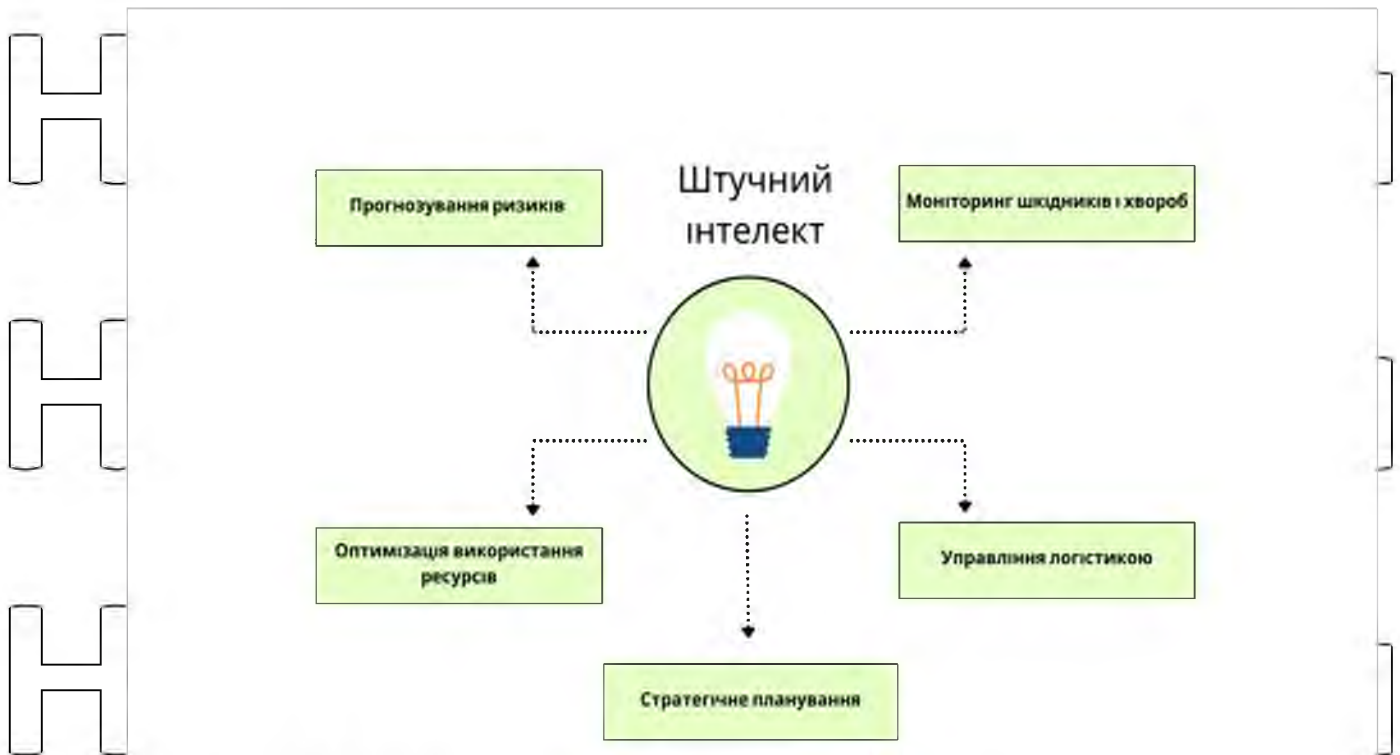 Штучний
інтелект
Прогнозування ризиків
Моніторинг шкідників і хвороб
Оптимізація використання
ресурсів
Управління логістикою
Стратегічне планування